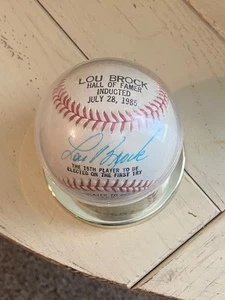 LOU BROCK
HALL OF FAMER
INDUCTED
JULY 28, 1985
Lou Brock
THE 15TH PLAYER TO BE
ELECTED ON THE FIRST TRY